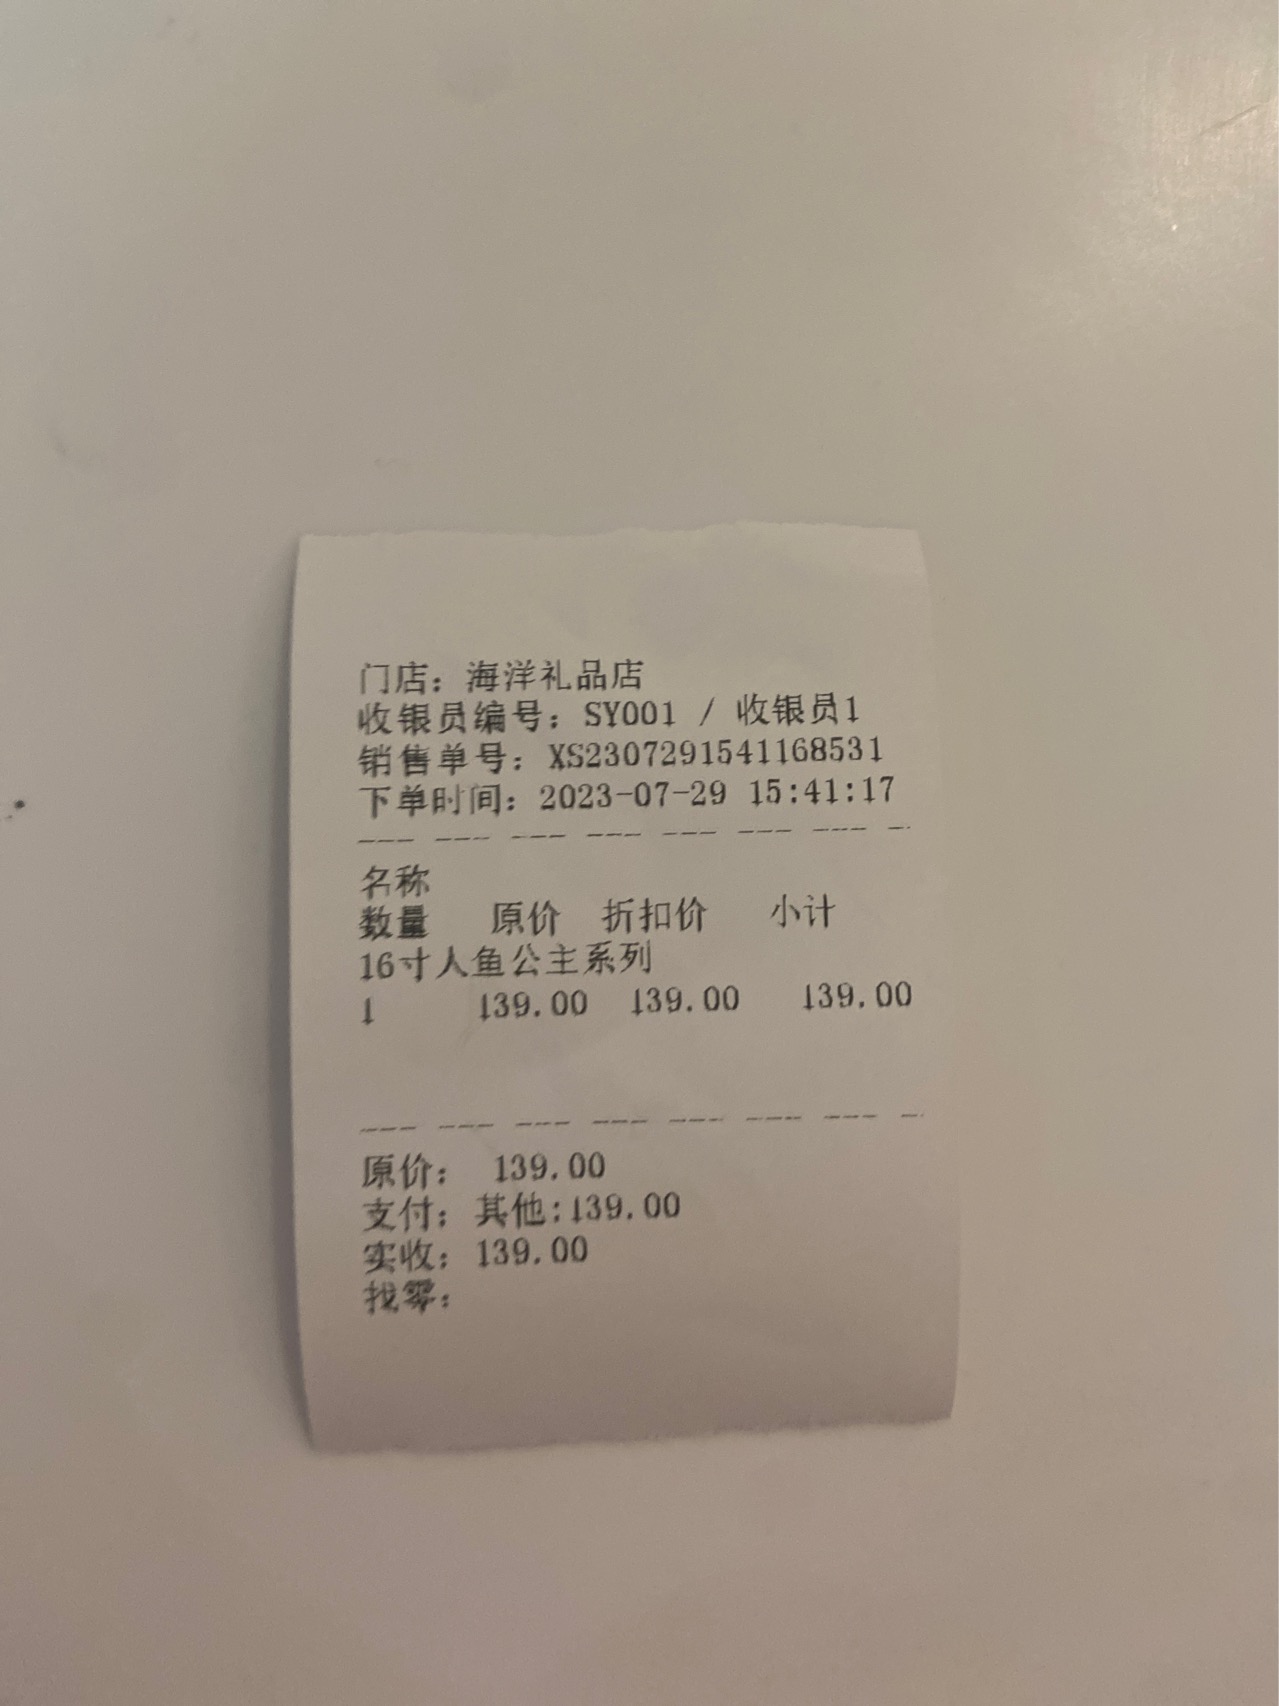 门店：海洋礼品店
收银员编号：SY001 / 收银员1
销售单号：XS2307291541168531
下单时间：2023-07-29 15:41:17
名称
数量 原价 折扣价 小计
16寸人鱼公主系列
1 139.00 139.00 139.00
原价： 139.00
支付：其他:139.00
实收：139.00
找零：